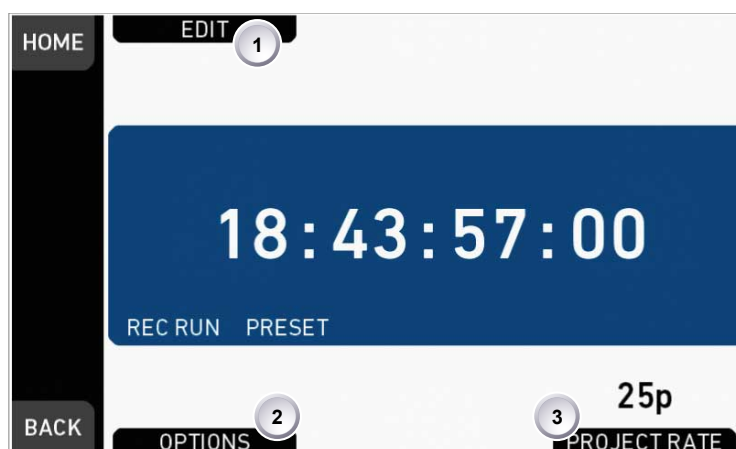 HOME
EDIT
1
18:43:57:00
REC RUN PRESET
25p
BACK
2
3
OPTIONS
PROJECT RATE